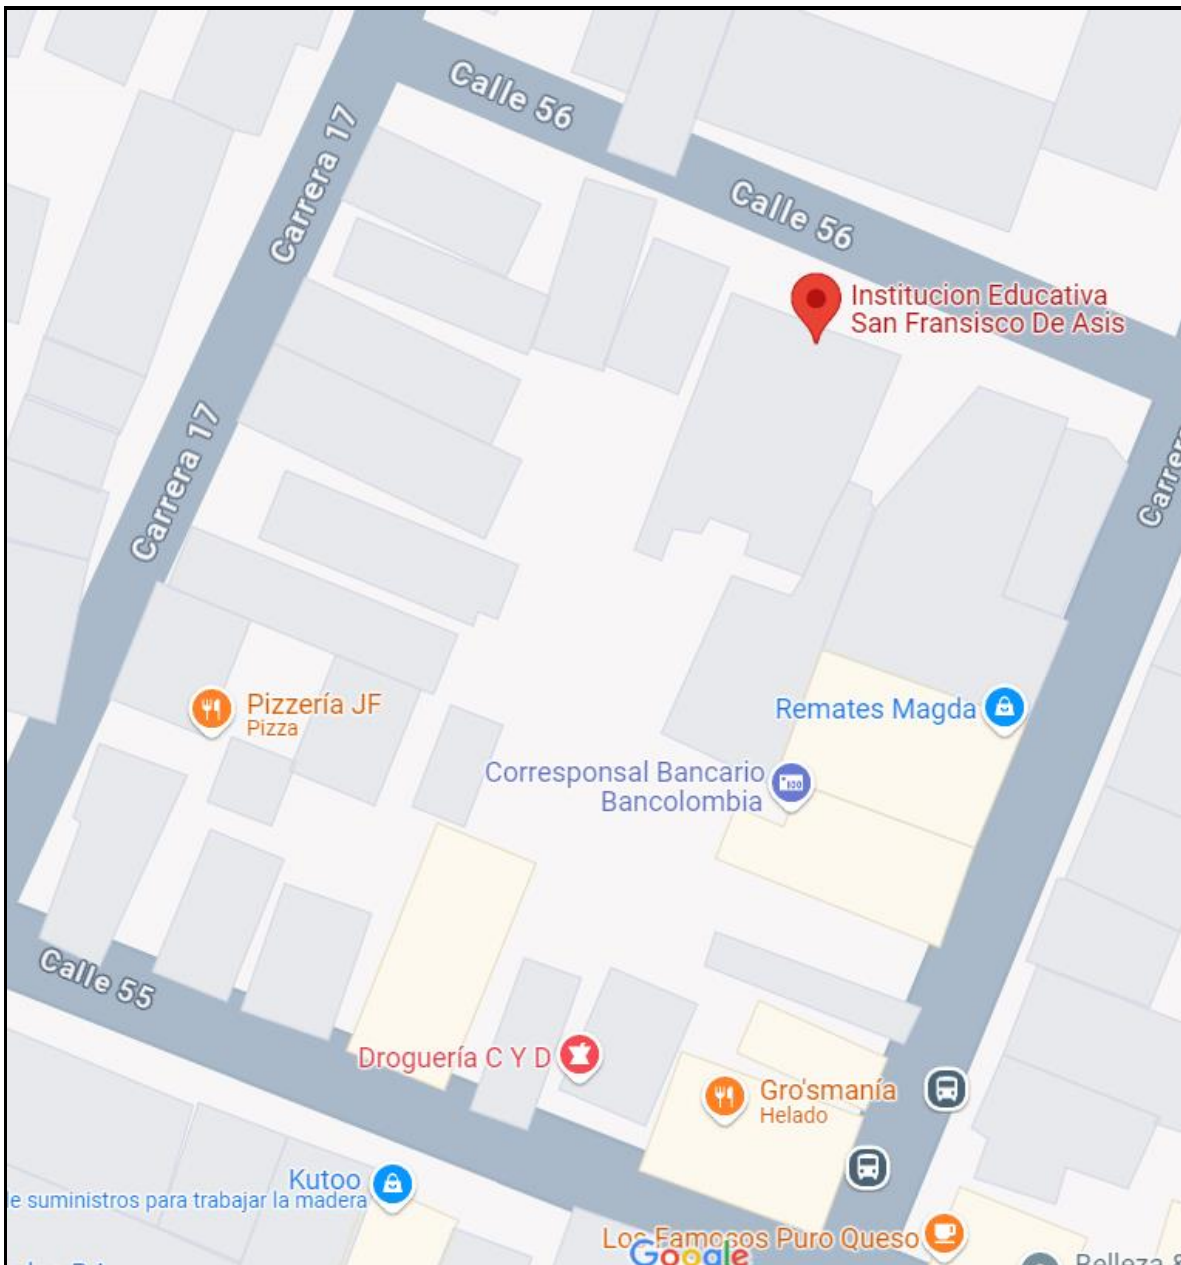 Calle 56
Carrera 17
Calle 56
Institucion Educativa
San Fransisco De Asis
Carrera 17
Pizzería JF
Pizza
Remates Magda
Corresponsal Bancario
Bancolombia
Calle 55
Droguería C Y D
Gro'smanía
Helado
Kutoo
suministros para trabajar la madera
Los Famosos Puro Queso
Google